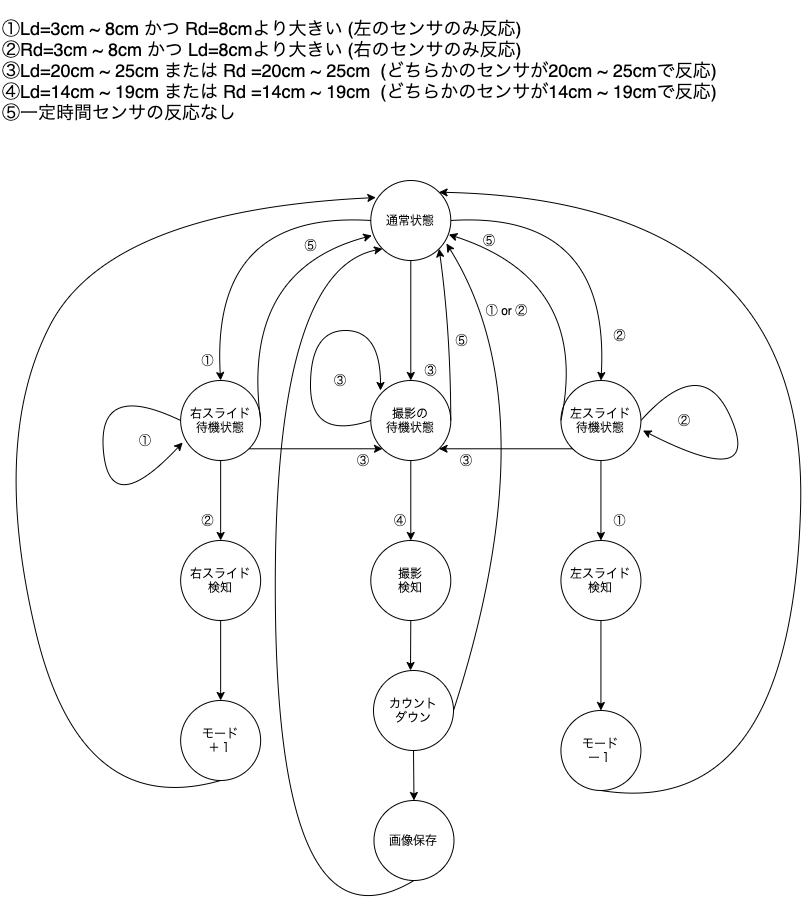 ①Ld=3cm ~ 8cm かつ Rd=8cmより大きい (左のセンサのみ反応)
②Rd=3cm ~ 8cm かつ Ld=8cmより大きい (右のセンサのみ反応)
③Ld=20cm ~ 25cm または Rd =20cm ~ 25cm  (どちらかのセンサが20cm ~ 25cmで反応)
④Ld=14cm ~ 19cm または Rd =14cm ~ 19cm  (どちらかのセンサが14cm ~ 19cmで反応)
⑤一定時間センサの反応なし
通常状態
⑤
⑤
① or ②
②
⑤
①
③
③
右スライド
待機状態
撮影の
待機状態
左スライド
待機状態
①
②
③
③
②
④
①
右スライド
検知
撮影
検知
左スライド
検知
カウント
ダウン
モード
+1
モード
−1
画像保存